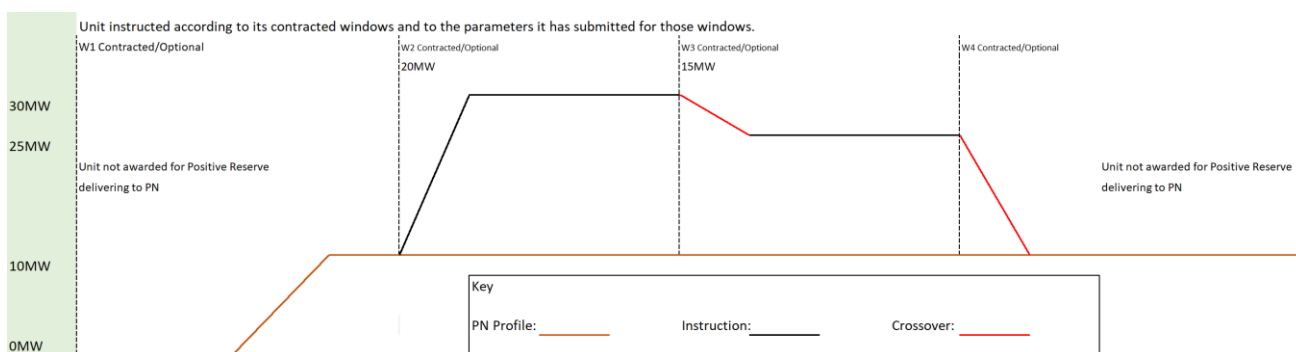 Unit instructed according to its contracted windows and to the parameters it has submitted for those windows.
W1 Contracted/Optional
W2 Contracted/Optional
W3 Contracted/Optional
W4 Contracted/Optional
20MW
15MW
30MW
25MW
Unit not awarded for Positive Reserve
delivering to PN
Unit not awarded for Positive Reserve
delivering to PN
10MW
Key
PN Profile:
Instruction:
Crossover:
0MW